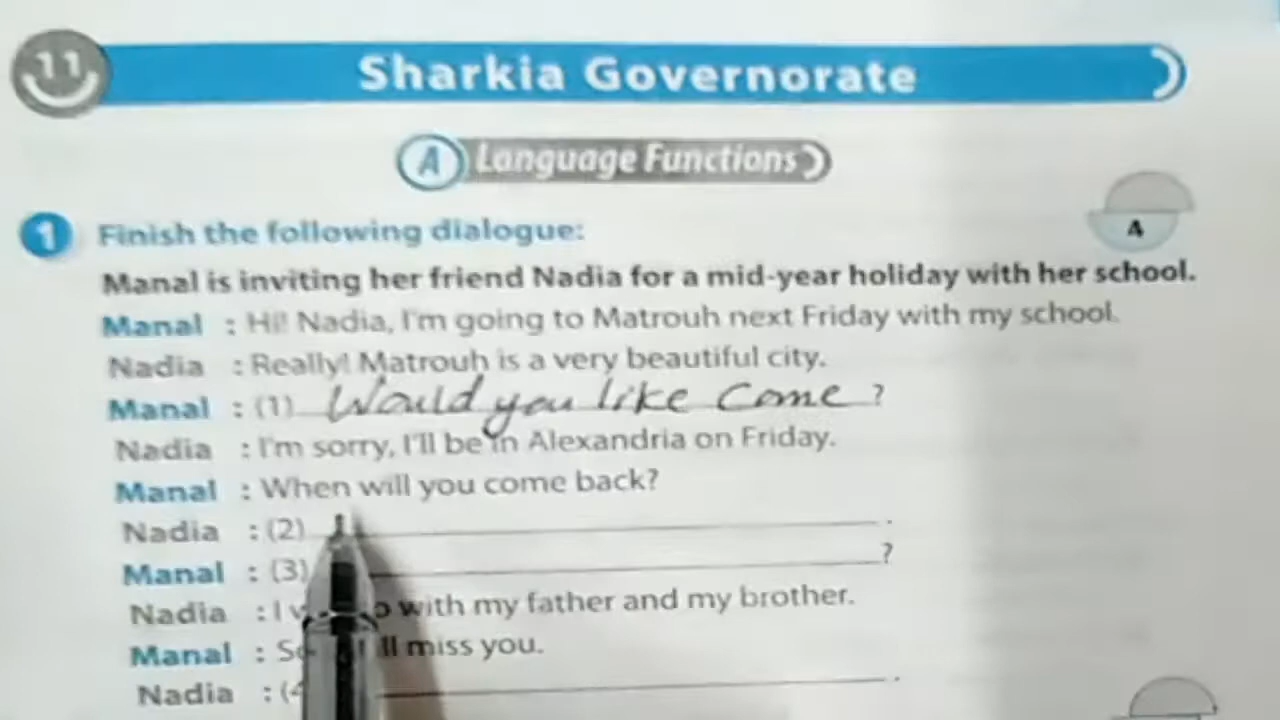 11
Sharkia Governorate
A Language Functions
4
1 Finish the following dialogue:
Manal is inviting her friend Nadia for a mid-year holiday with her school.
Manal : Hi! Nadia, I'm going to Matrouh next Friday with my school.
Nadia : Really! Matrouh is a very beautiful city.
Manal : (1) Would you like Come ?
Nadia : I'm sorry, I'll be in Alexandria on Friday.
Manal : When will you come back?
Nadia : (2) .
Manal : (3) ?
Nadia : I with my father and my brother.
Manal : miss you.
Nadia : (4 .